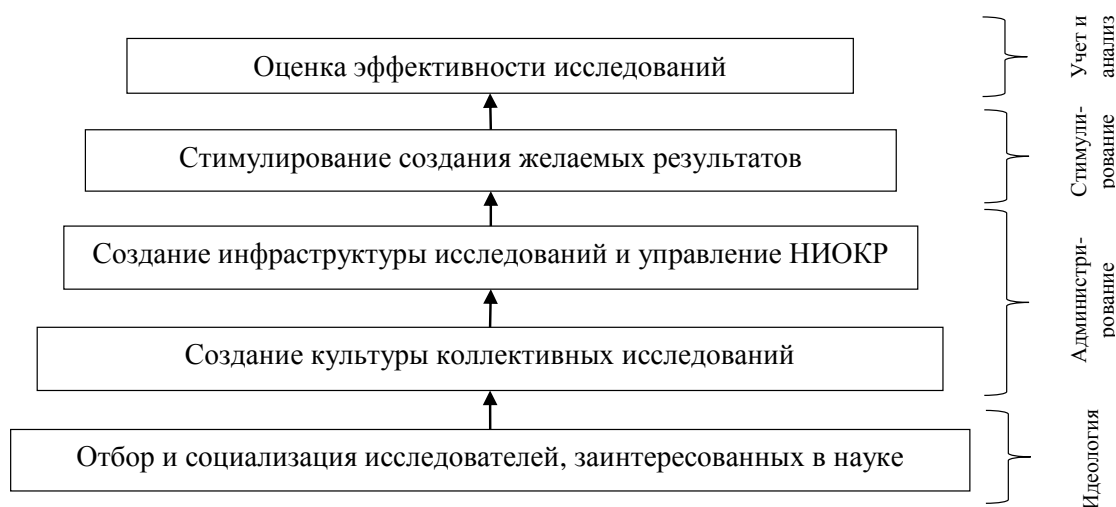 Оценка эффективности исследований
Учет и
анализ
Стимулирование создания желаемых результатов
Стимули-
рование
Создание инфраструктуры исследований и управление НИОКР
Создание культуры коллективных исследований
Администри-
рование
Отбор и социализация исследователей, заинтересованных в науке
Идеология